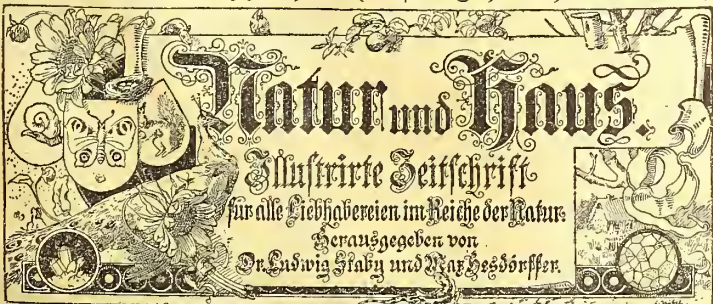 Natur und Haus.
Illustrirte Zeitschrift
für alle Liebhabereien im Reiche der Natur.
Herausgegeben von
Dr. Ludwig Staby und Max Hesdörffer.